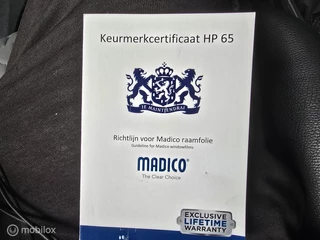 Keurmerkcertificaat HP 65
JE MAINTIENDRAI
Richtlijn voor Madico raamfolie
Guideline for Madico windowfilms
MADICO®
The Clear Choice
EXCLUSIVE
LIFETIME
WARRANTY
mobilox